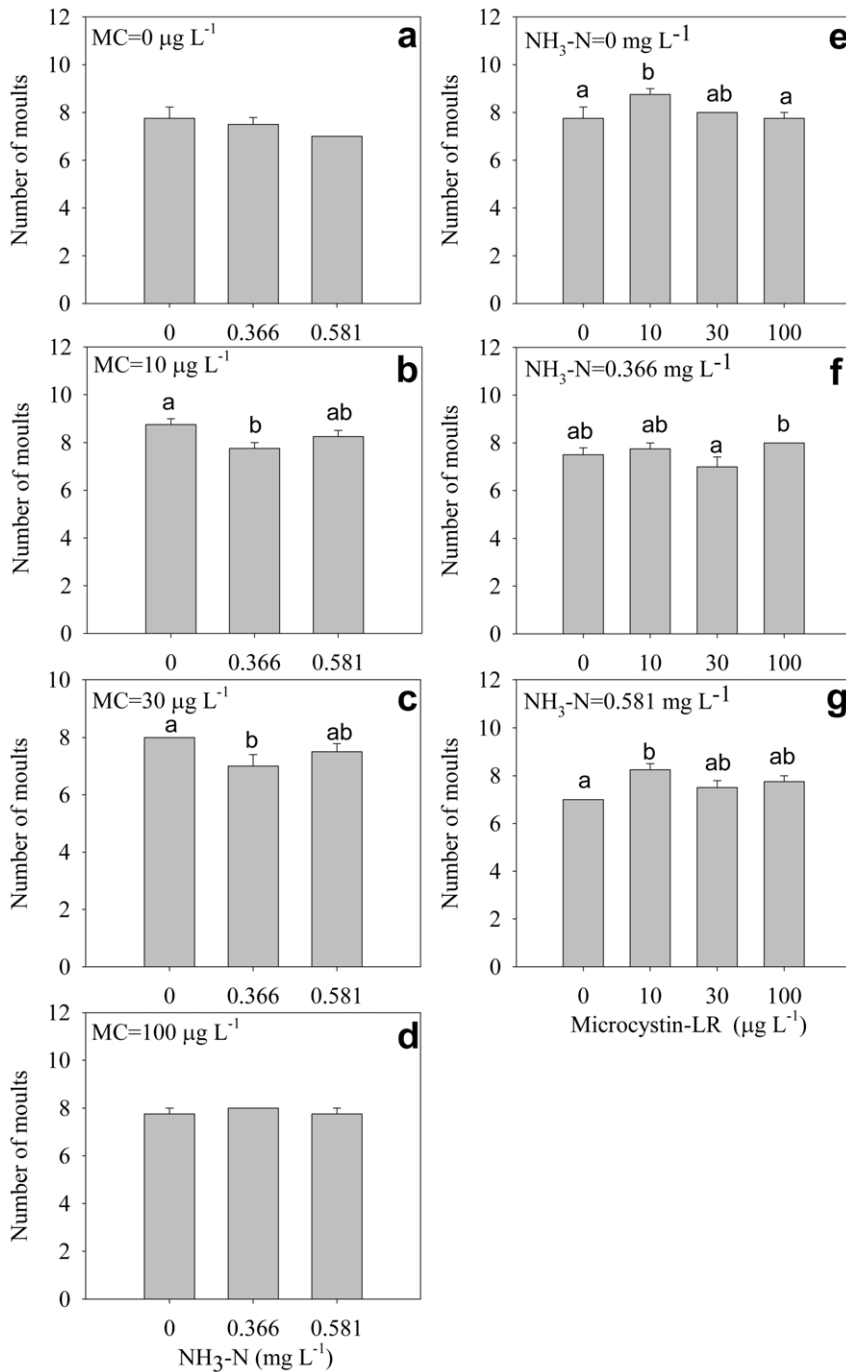 MC=0 μg L-1
a
Number of moults
12
10
8
6
4
2
0
0 0.366 0.581
MC=10 μg L-1
b
a b ab
Number of moults
12
10
8
6
4
2
0
0 0.366 0.581
MC=30 μg L-1
c
a b ab
Number of moults
10
8
6
4
2
0
0 0.366 0.581
MC=100 μg L-1
d
Number of moults
12
10
8
6
4
2
0
0 0.366 0.581
NH3-N (mg L-1)
NH3-N=0 mg L-1
e
a b ab a
Number of moults
12
10
8
6
4
2
0
0 10 30 100
NH3-N=0.366 mg L-1
f
ab ab a b
Number of moults
12
10
8
6
4
2
0
0 10 30 100
NH3-N=0.581 mg L-1
g
a b ab ab
Number of moults
12
10
8
6
4
2
0
0 10 30 100
Microcystin-LR (μg L-1)